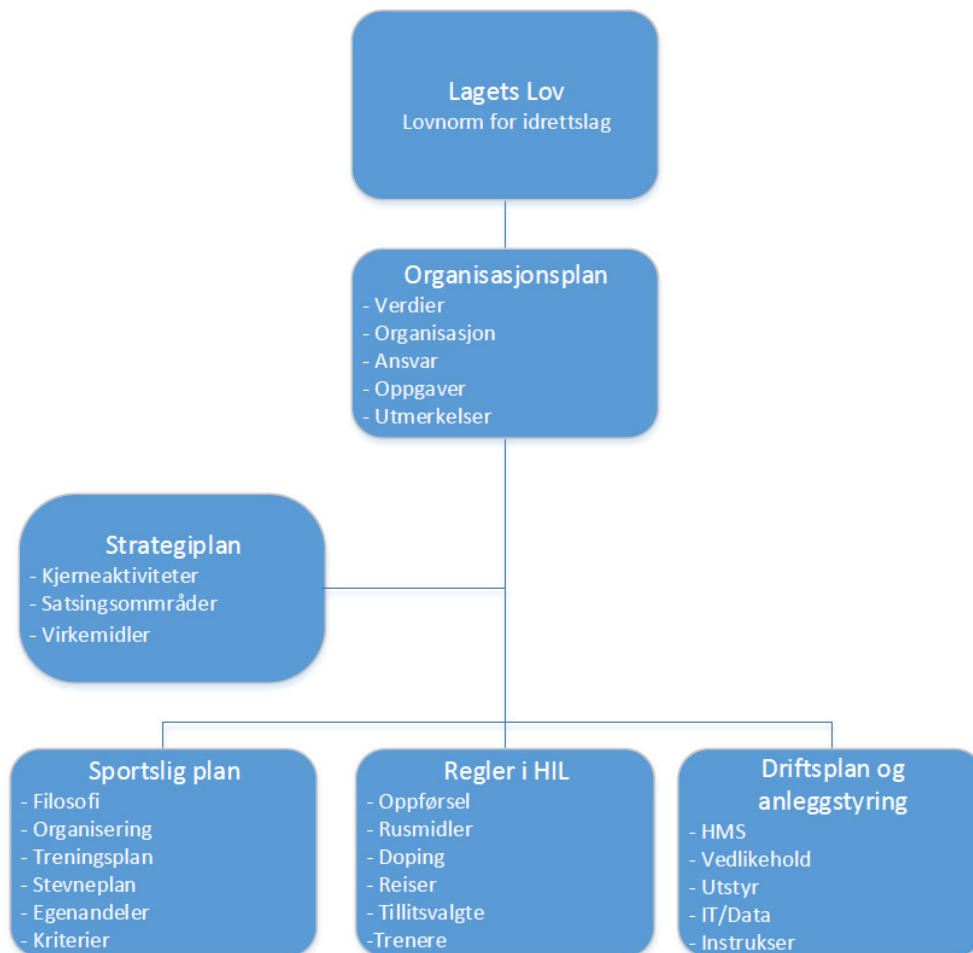 Lagets Lov
Lovnorm for idrettslag
Organisasjonsplan
- Verdier
- Organisasjon
- Ansvar
- Oppgaver
- Utmerkelser
Strategiplan
- Kjerneaktiviteter
- Satsingsommråder
- Virkemidler
Sportslig plan
- Filosofi
- Organisering
- Treningsplan
- Stevneplan
- Egenandeler
- Kriterier
Regler i HIL
- Oppførsel
- Rusmidler
- Doping
- Reiser
- Tillitsvalgte
-Trenere
Driftsplan og
anleggstyring
- HMS
- Vedlikehold
- Utstyr
- IT/Data
- Instrukser